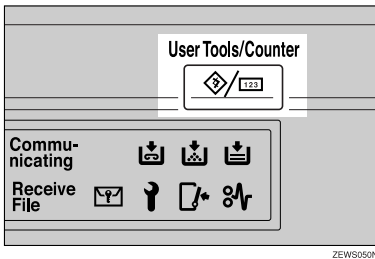 User Tools/Counter
123
Commu-
nicating
Receive
File
ZEWS050N